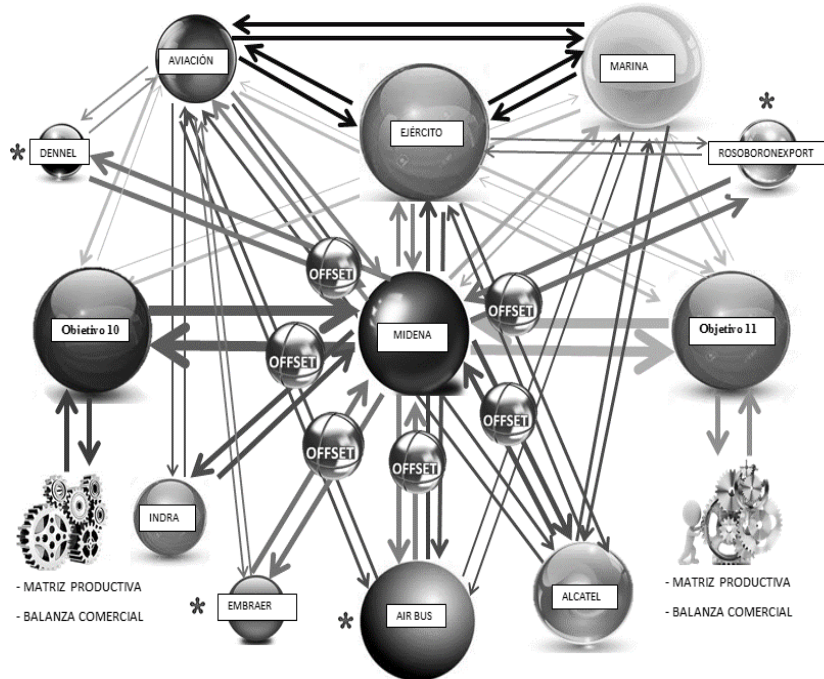 AVIACIÓN
MARINA
EJÉRCITO
*
* DENNEL
ROSOBORONEXPORT
OFFSET
OFFSET
Objetivo 10
MIDENA
Objetivo 11
OFFSET
OFFSET
OFFSET
OFFSET
INDRA
- MATRIZ PRODUCTIVA
- BALANZA COMERCIAL
* EMBRAER
* AIR BUS
ALCATEL
- MATRIZ PRODUCTIVA
- BALANZA COMERCIAL